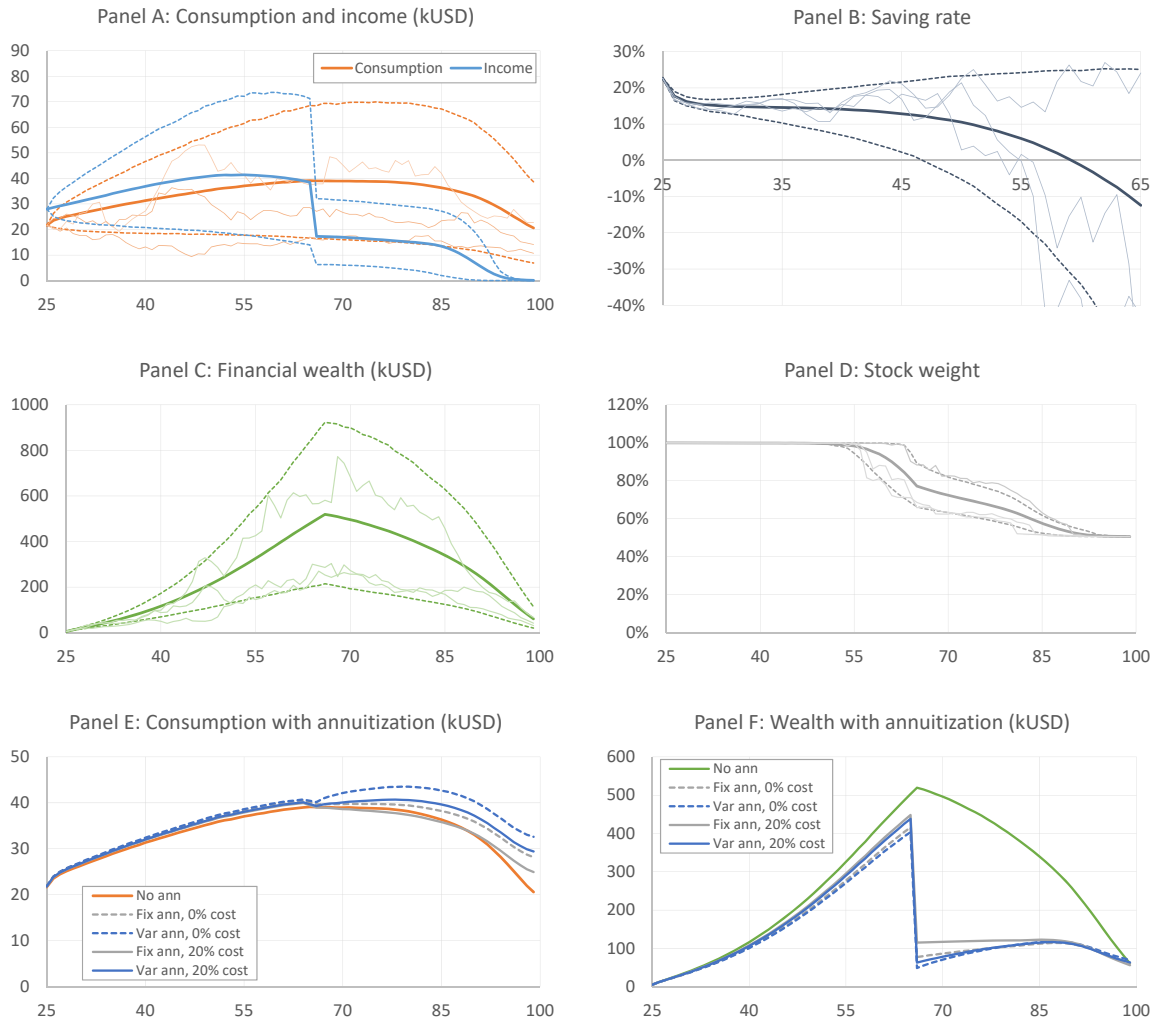 Panel A: Consumption and income (kUSD)
90
80
70
60
50
40
30
20
10
0
Consumption Income
25 40 55 70 85 100
Panel B: Saving rate
30%
20%
10%
0%
-10%
-20%
-30%
-40%
25 35 45 55 65
Panel C: Financial wealth (kUSD)
1000
800
600
400
200
0
25 40 55 70 85 100
Panel D: Stock weight
120%
100%
80%
60%
40%
20%
0%
25 40 55 70 85 100
Panel E: Consumption with annuitization (kUSD)
50
40
30
20
10
0
No ann
Fix ann, 0% cost
Var ann, 0% cost
Fix ann, 20% cost
Var ann, 20% cost
25 40 55 70 85 100
Panel F: Wealth with annuitization (kUSD)
600
500
400
300
200
100
0
No ann
Fix ann, 0% cost
Var ann, 0% cost
Fix ann, 20% cost
Var ann, 20% cost
25 40 55 70 85 100